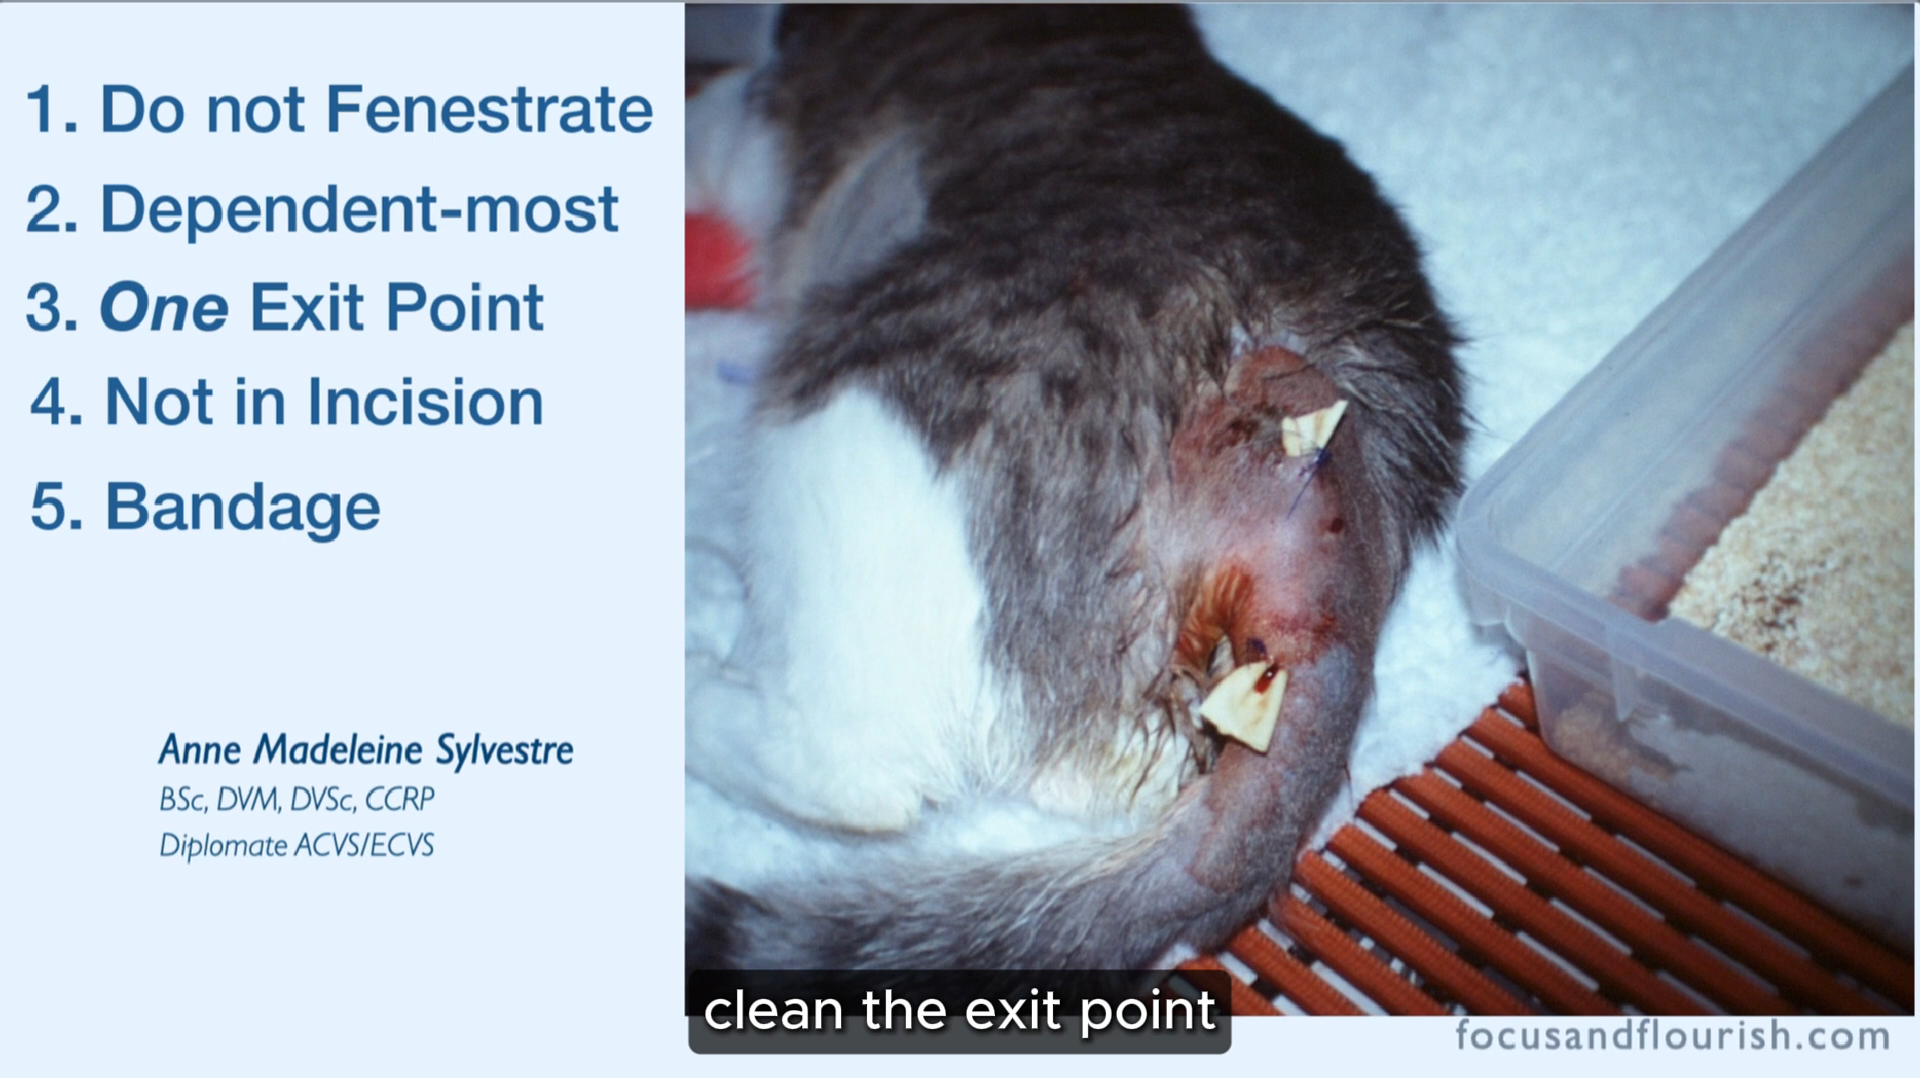 1. Do not Fenestrate
2. Dependent-most
3. One Exit Point
4. Not in Incision
5. Bandage
Anne Madeleine Sylvestre
BSc, DVM, DVSc, CCRP
Diplomate ACVS/ECVS
clean the exit point
focusandflourish.com